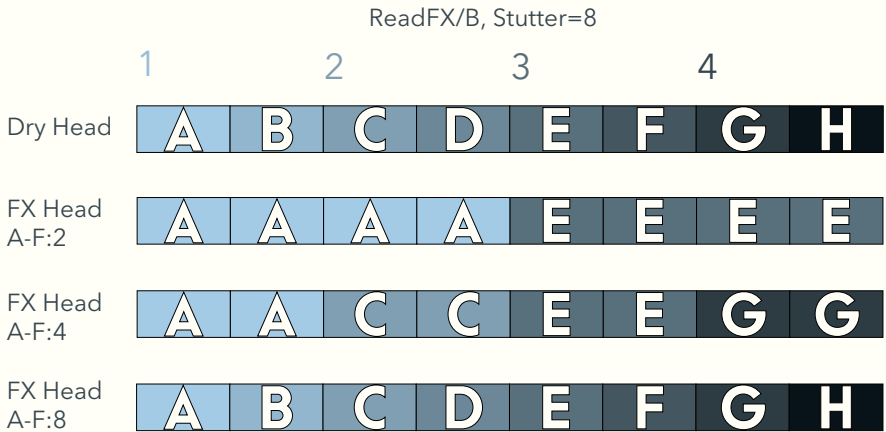 ReadFX/B, Stutter=8
1 2 3 4
Dry Head A B C D E F G H
FX Head
A-F:2
A A A A E E E E
FX Head
A-F:4
A A C C E E G G
FX Head
A-F:8
A B C D E F G H